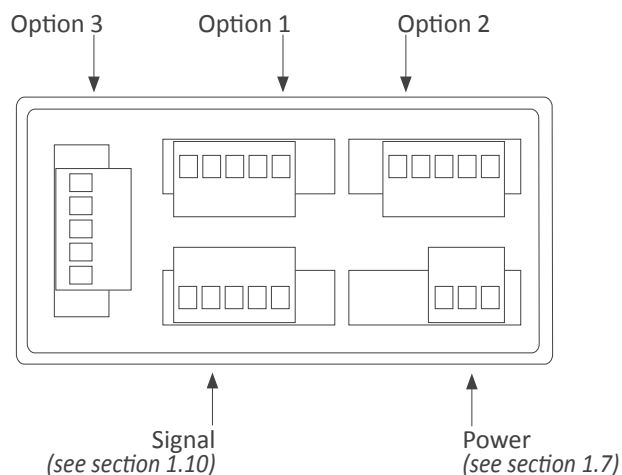 Option 3
Option 1
Option 2
Signal
(see section 1.10)
Power
(see section 1.7)